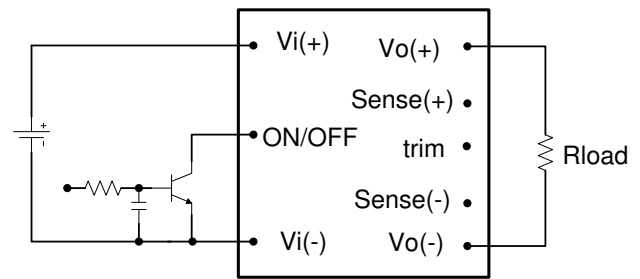 Vi(+)
Vo(+)
Sense(+)
ON/OFF
trim
Rload
Sense(-)
Vi(-)
Vo(-)
+
-